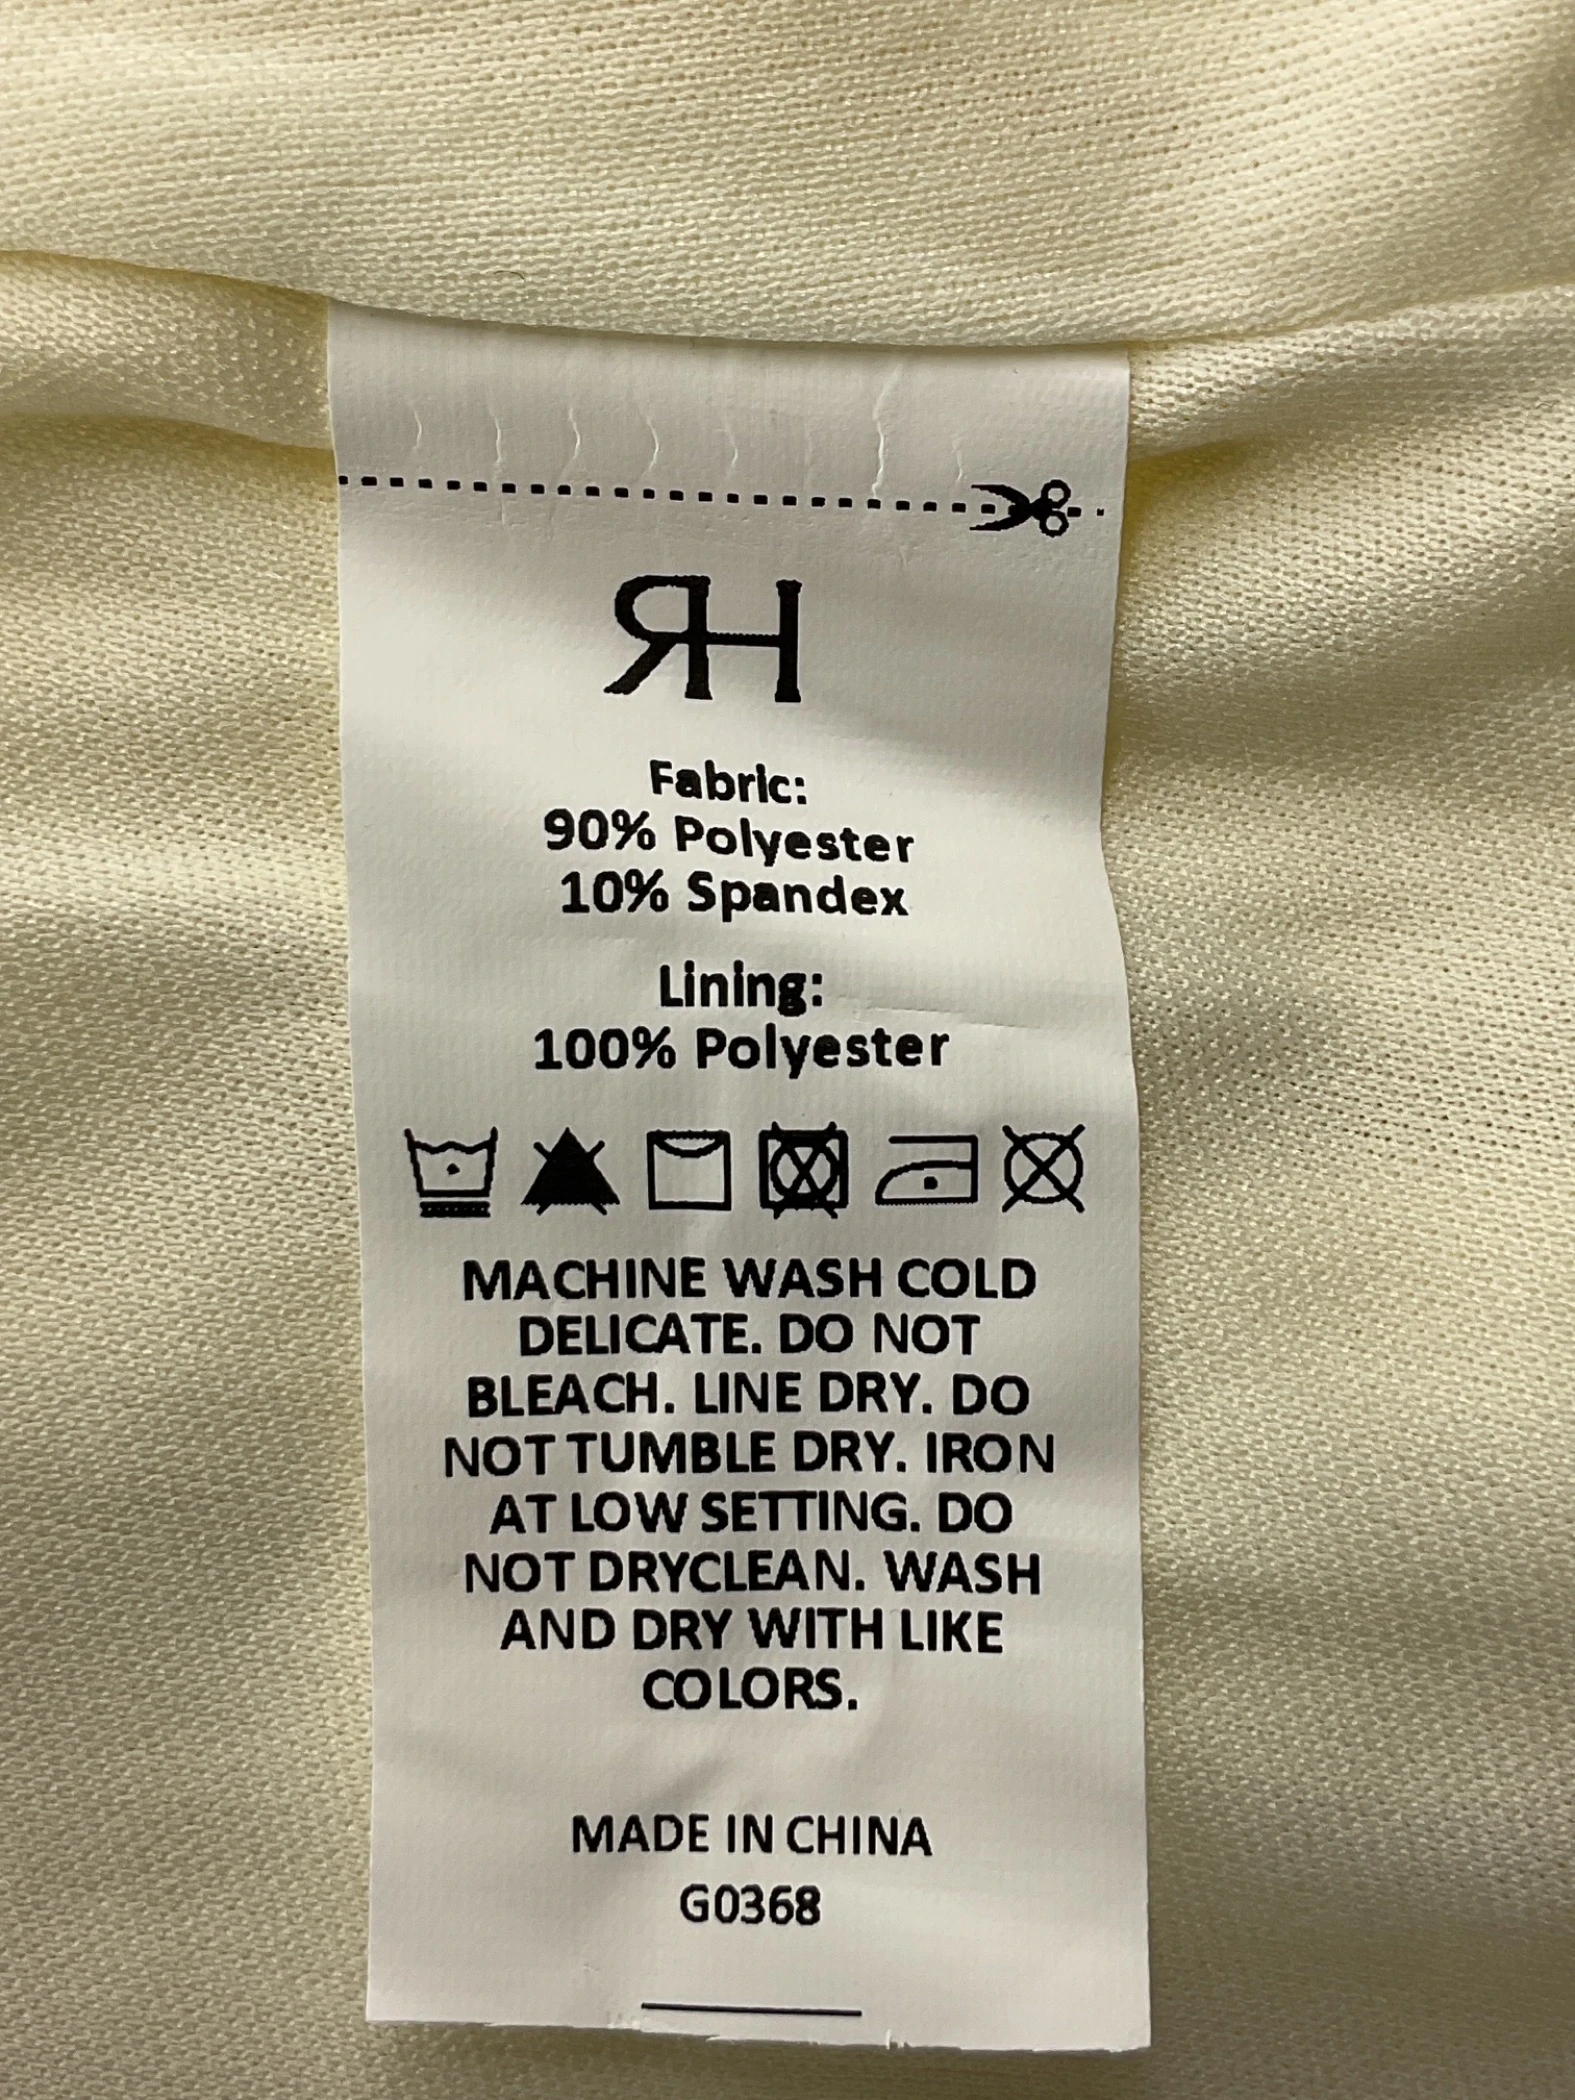 RH
Fabric:
90% Polyester
10% Spandex
Lining:
100% Polyester
MACHINE WASH COLD
DELICATE. DO NOT
BLEACH. LINE DRY. DO
NOT TUMBLE DRY. IRON
AT LOW SETTING. DO
NOT DRYCLEAN. WASH
AND DRY WITH LIKE
COLORS.
MADE IN CHINA
G0368